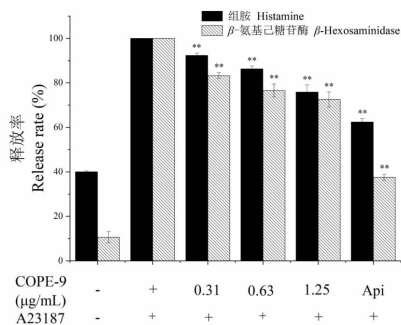 组胺 Histamine
β-氨基己糖苷酶 β-Hexosaminidase
释放率
Release rate (%)
100
80
60
40
20
0
** ** ** ** ** ** ** **
COPE-9 (μg/mL) - + 0.31 0.63 1.25 Api
A23187 - + + + + +